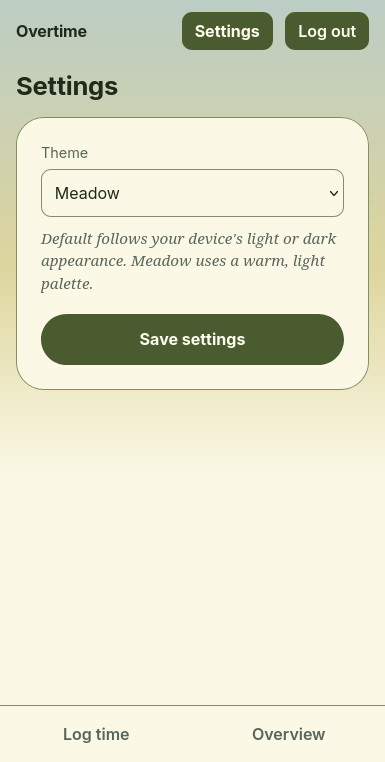 Overtime
Settings
Log out
Settings
Theme
Meadow
Default follows your device's light or dark
appearance. Meadow uses a warm, light
palette.
Save settings
Log time
Overview